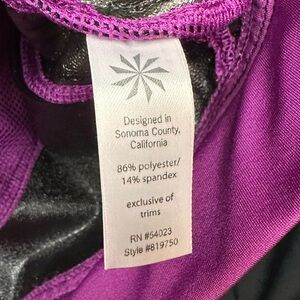 Designed in
Sonoma County,
California
86% polyester/
14% spandex
exclusive of
trims
RN #54023
Style #819750